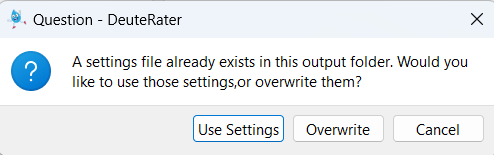 Question - DeuteRater
A settings file already exists in this output folder. Would you
like to use those settings,or overwrite them?
Use Settings
Overwrite
Cancel